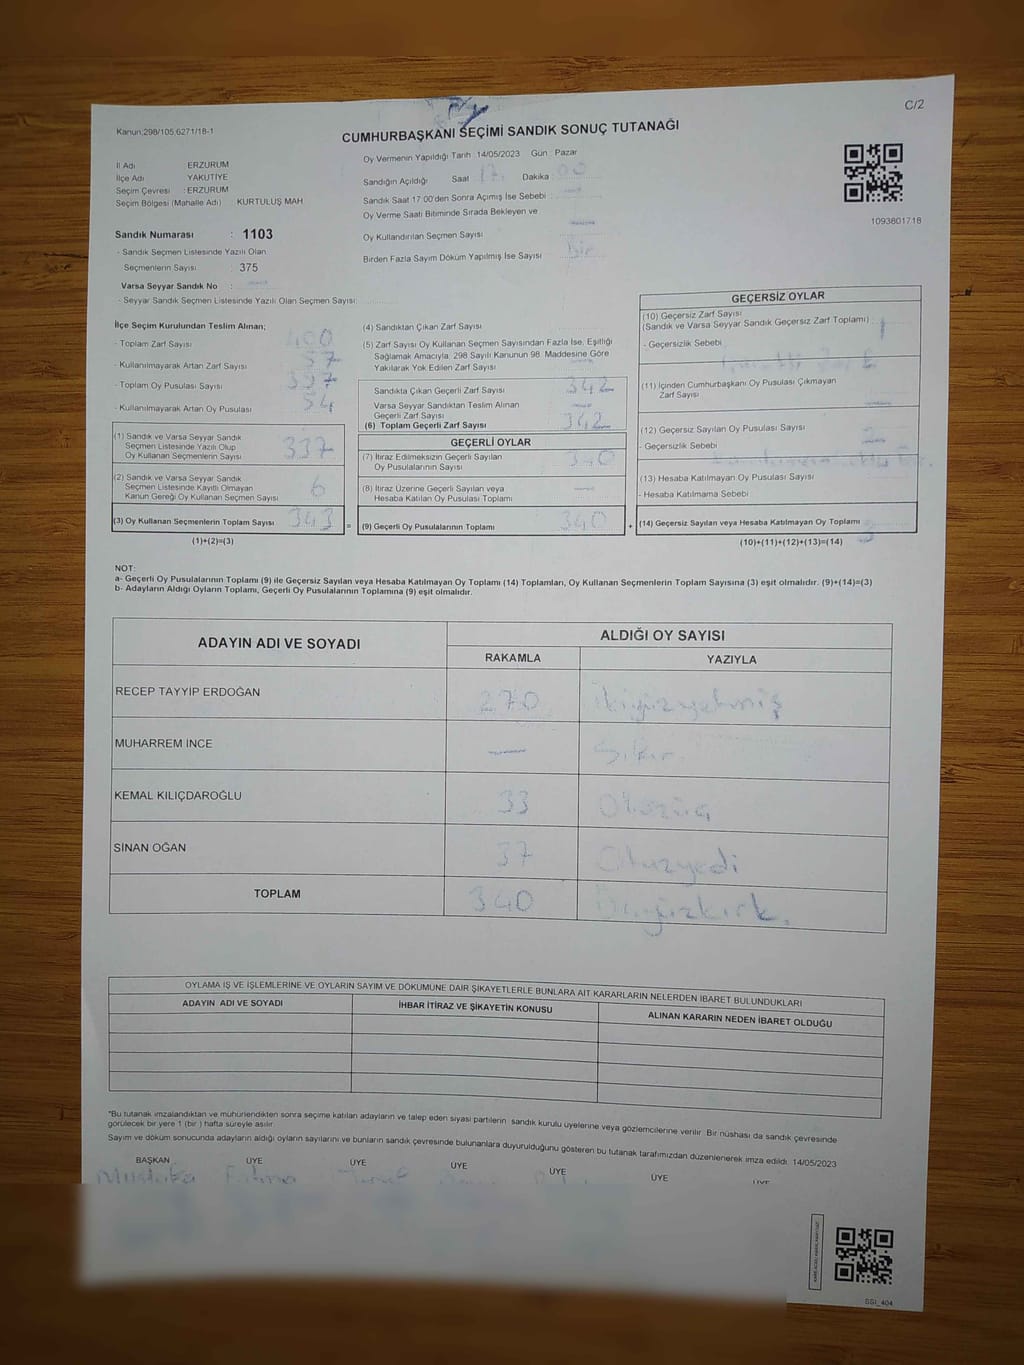 C/2
Kanun,298/105,6271/18-1
CUMHURBAŞKANI SEÇİMİ SANDIK SONUÇ TUTANAĞI
İl Adı ERZURUM
İlçe Adı YAKUTİYE
Seçim Çevresi : ERZURUM
Seçim Bölgesi (Mahalle Adı) KURTULUŞ MAH
Oy Vermenin Yapıldığı Tarih 14/05/2023 Gün Pazar
Sandığın Açıldığı Saat 17 Dakika 00
Sandık Saat 17:00'den Sonra Açımış İse Sebebi : —
Oy Verme Saati Bitiminde Sırada Bekleyen ve
Oy Kullandırılan Seçmen Sayısı —
Birden Fazla Sayım Döküm Yapılmış İse Sayısı Bir
1093801718
Sandık Numarası : 1103
- Sandık Seçmen Listesinde Yazılı Olan
Seçmenlerin Sayısı : 375
Varsa Seyyar Sandık No : —
- Seyyar Sandık Seçmen Listesinde Yazılı Olan Seçmen Sayısı:
İlçe Seçim Kurulundan Teslim Alınan;
- Toplam Zarf Sayısı 400
- Kullanılmayarak Artan Zarf Sayısı 57
- Toplam Oy Pusulası Sayısı
- Kullanılmayarak Artan Oy Pusulası 54
(1) Sandık ve Varsa Seyyar Sandık
Seçmen Listesinde Yazılı Olup
Oy Kullanan Seçmenlerin Sayısı 337
(2) Sandık ve Varsa Seyyar Sandık
Seçmen Listesinde Kayıtlı Olmayan
Kanun Gereği Oy Kullanan Seçmen Sayısı 6
(3) Oy Kullanan Seçmenlerin Toplam Sayısı 343 =
(1)+(2)=(3)
(4) Sandıktan Çıkan Zarf Sayısı
(5) Zarf Sayısı Oy Kullanan Seçmen Sayısından Fazla İse, Eşitliği
Sağlamak Amacıyla, 298 Sayılı Kanunun 98. Maddesine Göre
Yakılarak Yok Edilen Zarf Sayısı
Sandıkta Çıkan Geçerli Zarf Sayısı 342
Varsa Seyyar Sandıktan Teslim Alınan
Geçerli Zarf Sayısı —
(6) Toplam Geçerli Zarf Sayısı 342
GEÇERLİ OYLAR
(7) İtiraz Edilmeksizin Geçerli Sayılan
Oy Pusulalarının Sayısı 340
(8) İtiraz Üzerine Geçerli Sayılan veya
Hesaba Katılan Oy Pusulası Toplamı —
(9) Geçerli Oy Pusulalarının Toplamı 340 +
GEÇERSİZ OYLAR
(10) Geçersiz Zarf Sayısı
(Sandık ve Varsa Seyyar Sandık Geçersiz Zarf Toplamı) : 1
- Geçersizlik Sebebi
(11) İçinden Cumhurbaşkanı Oy Pusulası Çıkmayan
Zarf Sayısı —
(12) Geçersiz Sayılan Oy Pusulası Sayısı 2
- Geçersizlik Sebebi
(13) Hesaba Katılmayan Oy Pusulası Sayısı
- Hesaba Katılmama Sebebi
(14) Geçersiz Sayılan veya Hesaba Katılmayan Oy Toplamı 3
(10)+(11)+(12)+(13)=(14)
NOT:
a- Geçerli Oy Pusulalarının Toplamı (9) ile Geçersiz Sayılan veya Hesaba Katılmayan Oy Toplamı (14) Toplamları, Oy Kullanan Seçmenlerin Toplam Sayısına (3) eşit olmalıdır. (9)+(14)=(3)
b- Adayların Aldığı Oyların Toplamı, Geçerli Oy Pusulalarının Toplamına (9) eşit olmalıdır.
ADAYIN ADI VE SOYADI ALDIĞI OY SAYISI
RAKAMLA YAZIYLA
RECEP TAYYİP ERDOĞAN 270 ikiyüzyetmiş
MUHARREM İNCE — Sıfır
KEMAL KILIÇDAROĞLU 33 Otuzüç
SİNAN OĞAN 37 Otuzyedi
TOPLAM 340 Üçyüzkırk.
OYLAMA İŞ VE İŞLEMLERİNE VE OYLARIN SAYIM VE DÖKÜMÜNE DAİR ŞİKAYETLERLE BUNLARA AİT KARARLARIN NELERDEN İBARET BULUNDUKLARI
ADAYIN ADI VE SOYADI İHBAR İTİRAZ VE ŞİKAYETİN KONUSU ALINAN KARARIN NEDEN İBARET OLDUĞU
*Bu tutanak imzalandıktan ve mühürlendikten sonra seçime katılan adayların ve talep eden siyasi partilerin sandık kurulu üyelerine veya gözlemcilerine verilir. Bir nüshası da sandık çevresinde
görülecek bir yere 1 (bir ) hafta süreyle asılır.
Sayım ve döküm sonucunda adayların aldığı oyların sayılarını ve bunların sandık çevresinde bulunanlara duyurulduğunu gösteren bu tutanak tarafımızdan düzenlenerek imza edildi. 14/05/2023
BAŞKAN ÜYE ÜYE ÜYE ÜYE ÜYE ÜYE
Mustafa Fatma
SSI_404